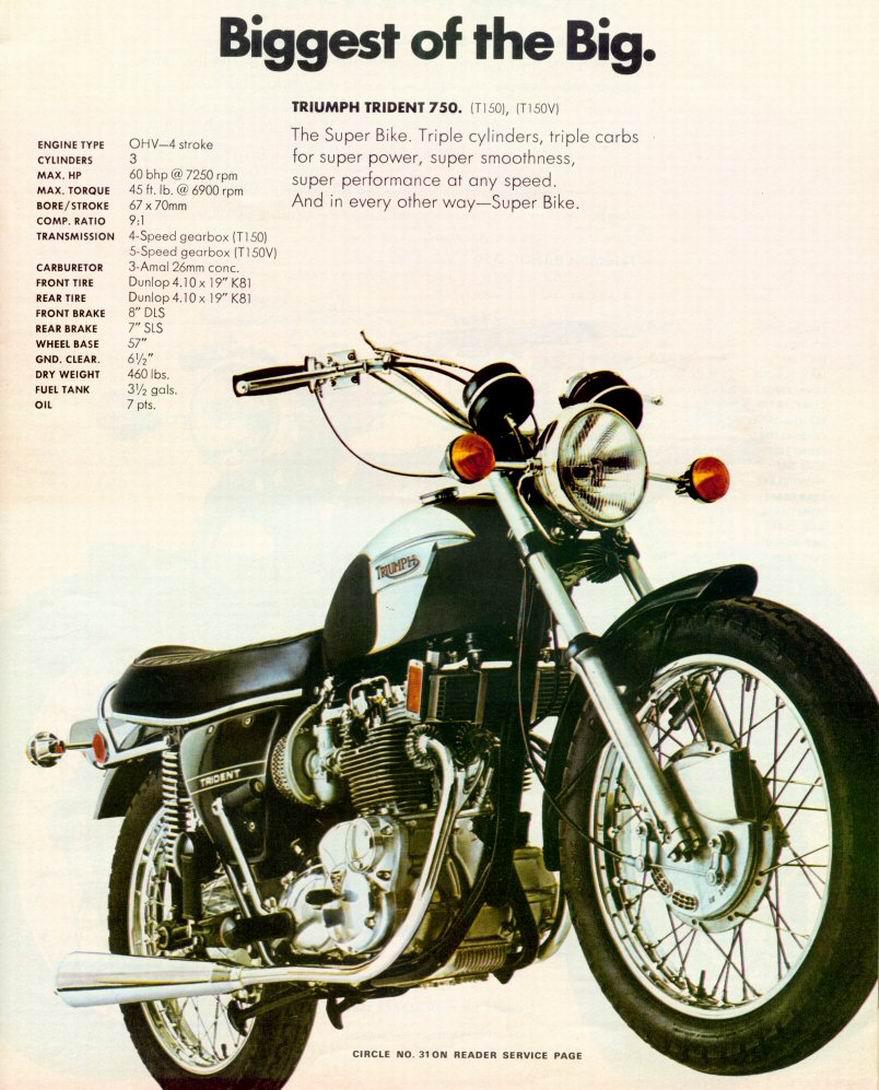 Biggest of the Big.
TRIUMPH TRIDENT 750. (T150), (T150V)
The Super Bike. Triple cylinders, triple carbs
for super power, super smoothness,
super performance at any speed.
And in every other way—Super Bike.
ENGINE TYPE OHV—4 stroke
CYLINDERS 3
MAX. HP 60 bhp @ 7250 rpm
MAX. TORQUE 45 ft. lb. @ 6900 rpm
BORE/STROKE 67 x 70mm
COMP. RATIO 9:1
TRANSMISSION 4-Speed gearbox (T150)
5-Speed gearbox (T150V)
CARBURETOR 3-Amal 26mm conc.
FRONT TIRE Dunlop 4.10 x 19" K81
REAR TIRE Dunlop 4.10 x 19" K81
FRONT BRAKE 8" DLS
REAR BRAKE 7" SLS
WHEEL BASE 57"
GND. CLEAR. 6½"
DRY WEIGHT 460 lbs.
FUEL TANK 3½ gals.
OIL 7 pts.
TRIUMPH
TRIDENT
CIRCLE NO. 31 ON READER SERVICE PAGE